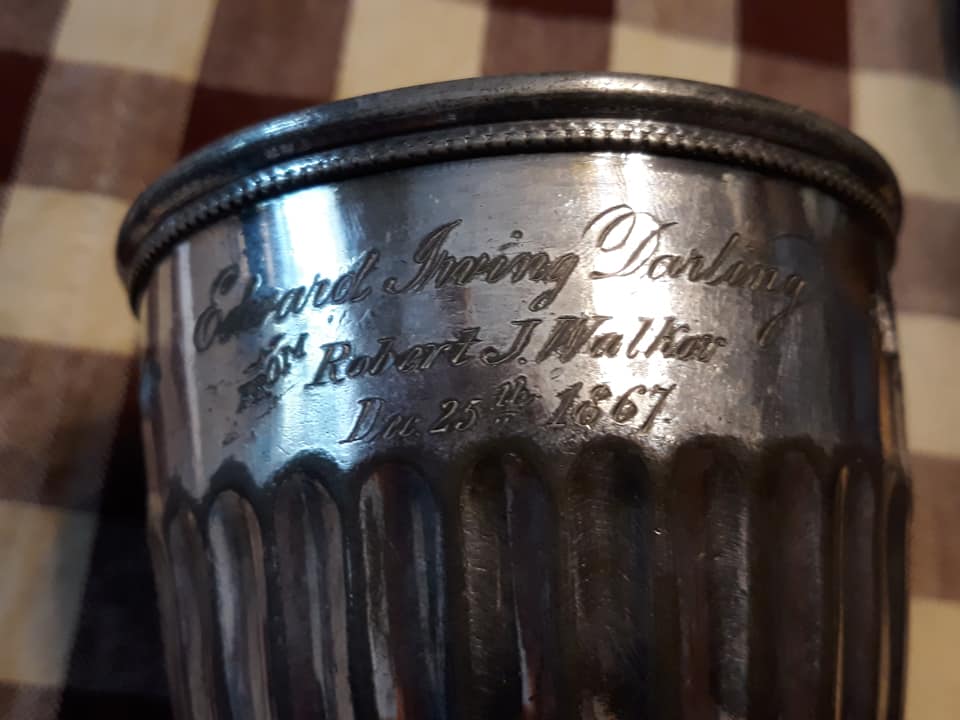 Edward Irving Darling
from Robert J. Walker
Dec 25th 1867.